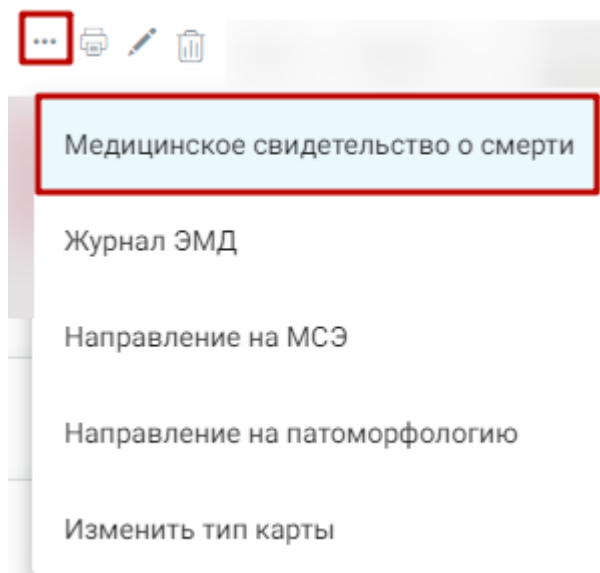 Медицинское свидетельство о смерти
Журнал ЭМД
Направление на МСЭ
Направление на патоморфологию
Изменить тип карты